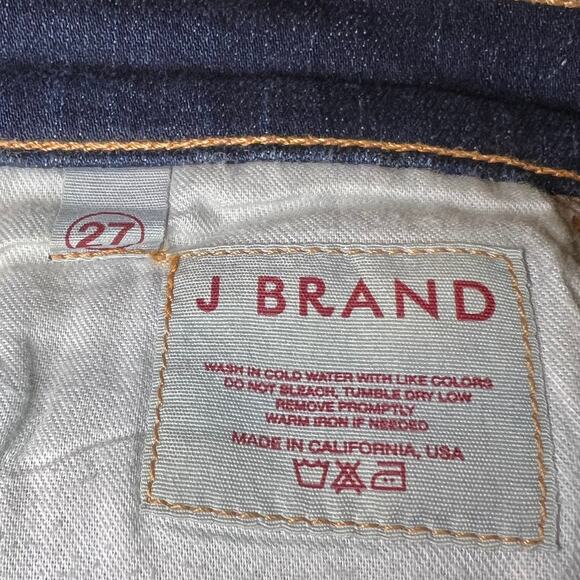 27
J BRAND
WASH IN COLD WATER WITH LIKE COLORS
DO NOT BLEACH, TUMBLE DRY LOW
REMOVE PROMPTLY
WARM IRON IF NEEDED
MADE IN CALIFORNIA, USA